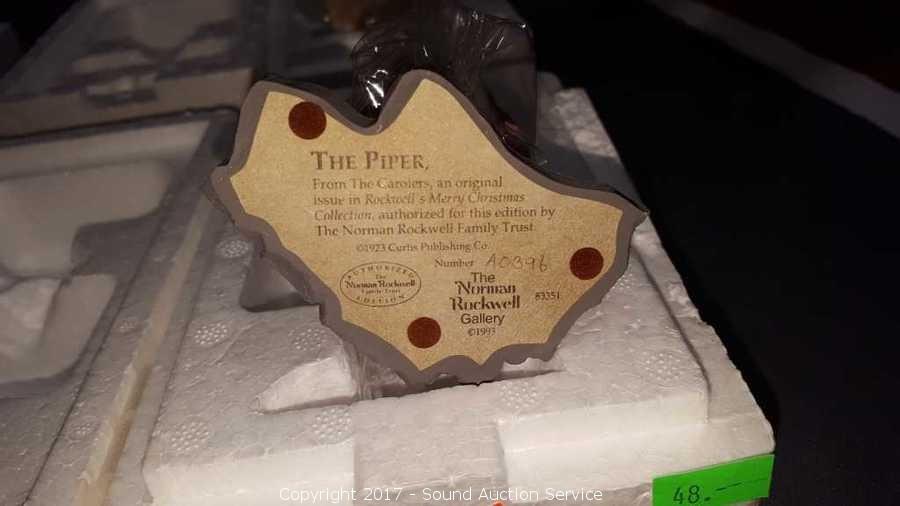 THE PIPER,
From The Carolers, an original
issue in Rockwell's Merry Christmas
Collection, authorized for this edition by
The Norman Rockwell Family Trust.
©1923 Curtis Publishing Co.
Number A0396
AUTHORIZED
The
Norman Rockwell
Family Trust
EDITION
The
Norman
Rockwell
Gallery
©1993
83351
48.—
Copyright 2017 - Sound Auction Service